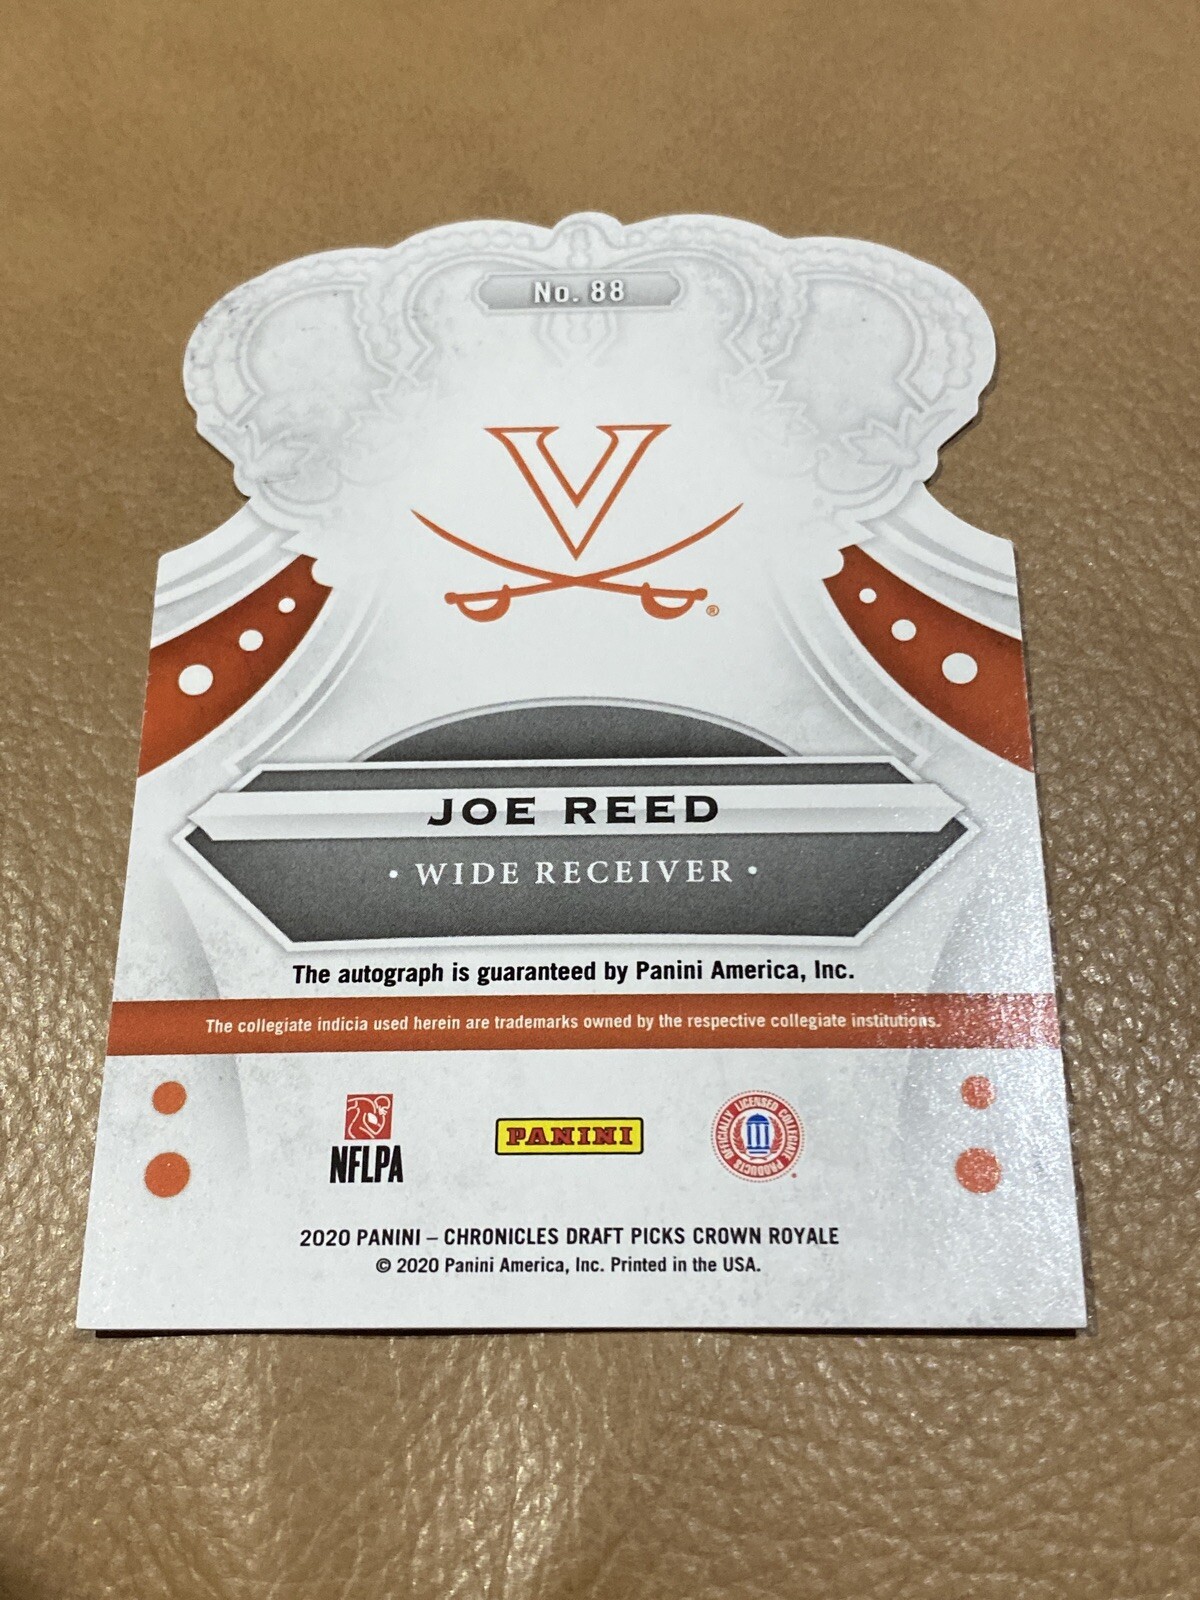 No. 88
V
®
JOE REED
• WIDE RECEIVER •
The autograph is guaranteed by Panini America, Inc.
The collegiate indicia used herein are trademarks owned by the respective collegiate institutions.
NFLPA
PANINI
OFFICIALLY LICENSED COLLEGIATE PRODUCTS
2020 PANINI – CHRONICLES DRAFT PICKS CROWN ROYALE
© 2020 Panini America, Inc. Printed in the USA.